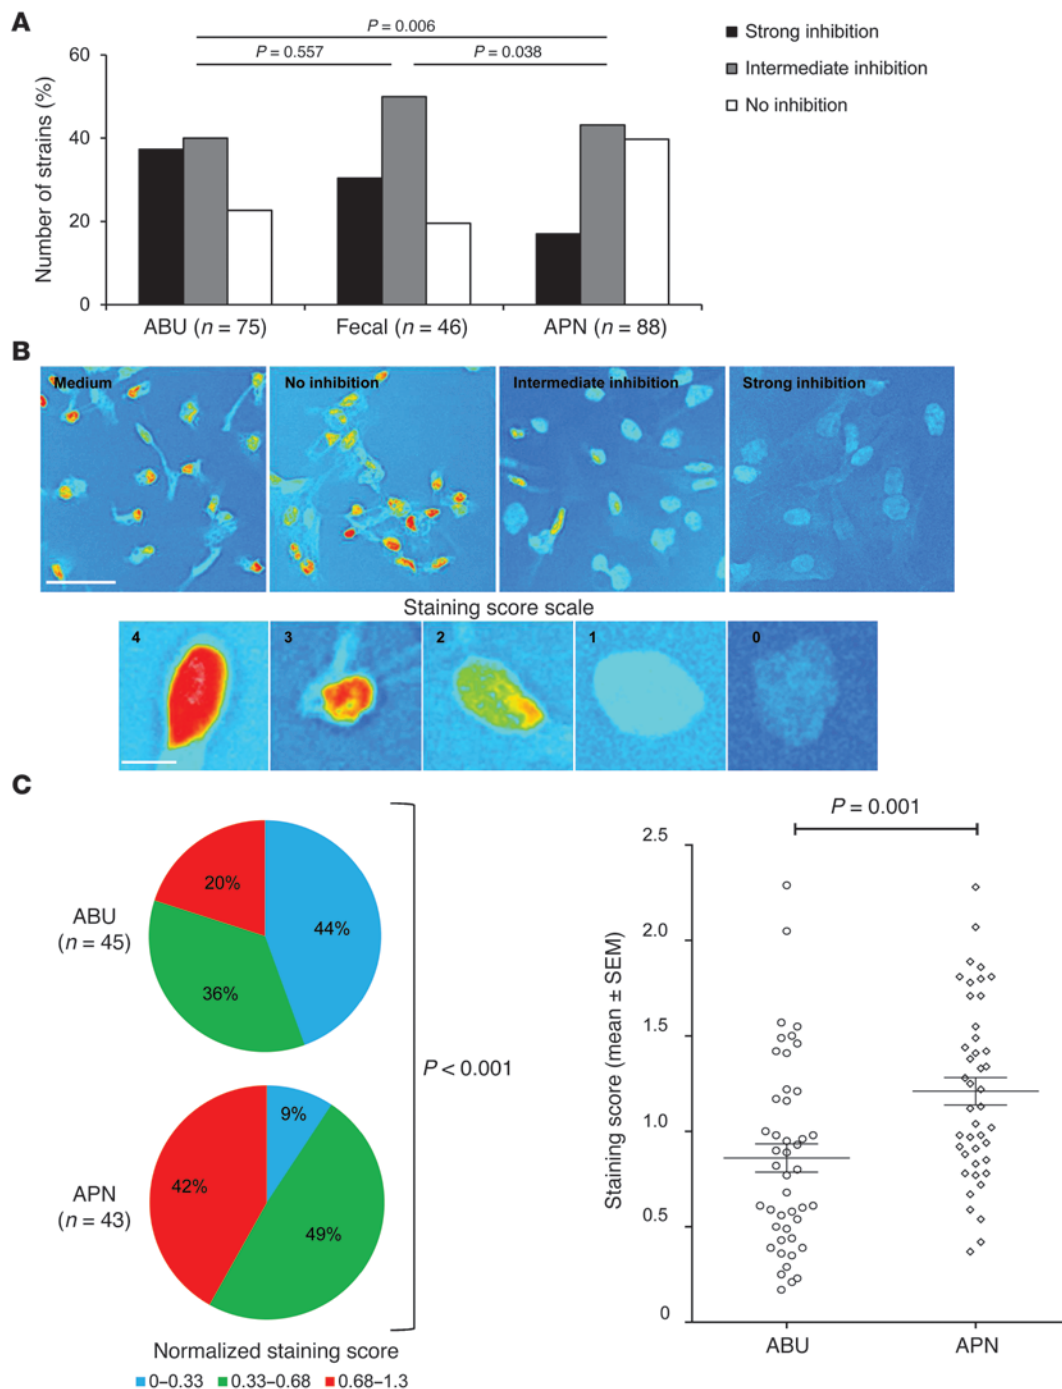 A
P = 0.006
P = 0.557
P = 0.038
Number of strains (%)
60
40
20
0
ABU (n = 75)
Fecal (n = 46)
APN (n = 88)
Strong inhibition
Intermediate inhibition
No inhibition
B
Medium
No inhibition
Intermediate inhibition
Strong inhibition
Staining score scale
4
3
2
1
0
C
ABU
(n = 45)
20%
44%
36%
APN
(n = 43)
9%
42%
49%
P < 0.001
Normalized staining score
0–0.33
0.33–0.68
0.68–1.3
P = 0.001
Staining score (mean ± SEM)
2.5
2.0
1.5
1.0
0.5
0
ABU
APN